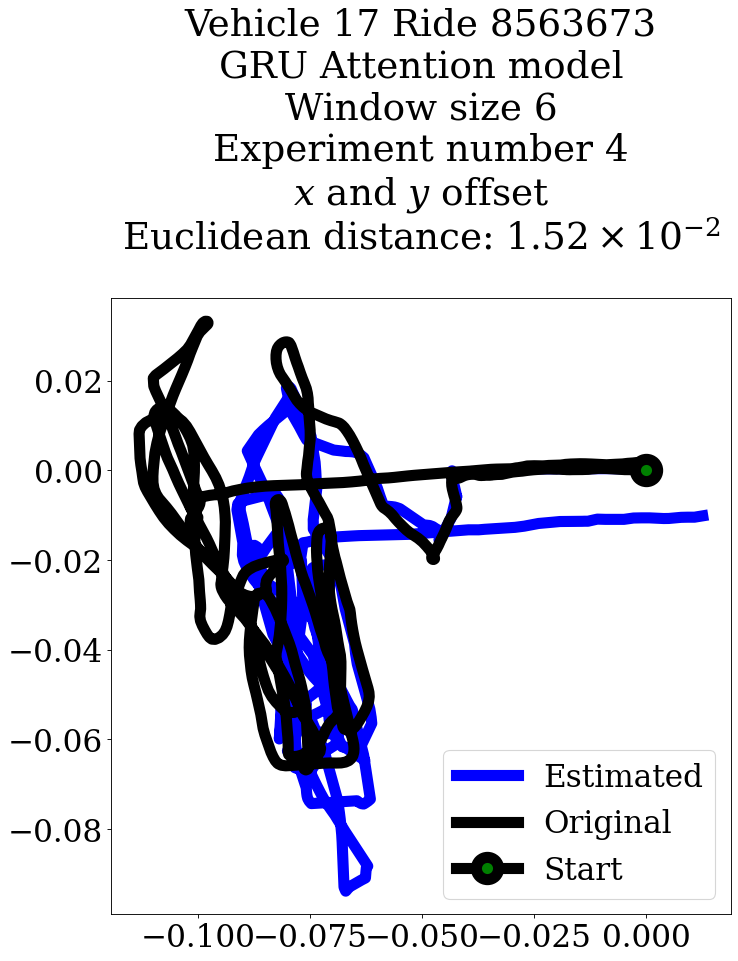 Vehicle 17 Ride 8563673
GRU Attention model
Window size 6
Experiment number 4
x and y offset
Euclidean distance: 1.52 × 10⁻²
0.02
0.00
−0.02
−0.04
−0.06
−0.08
Estimated
Original
Start
−0.100 −0.075 −0.050 −0.025 0.000